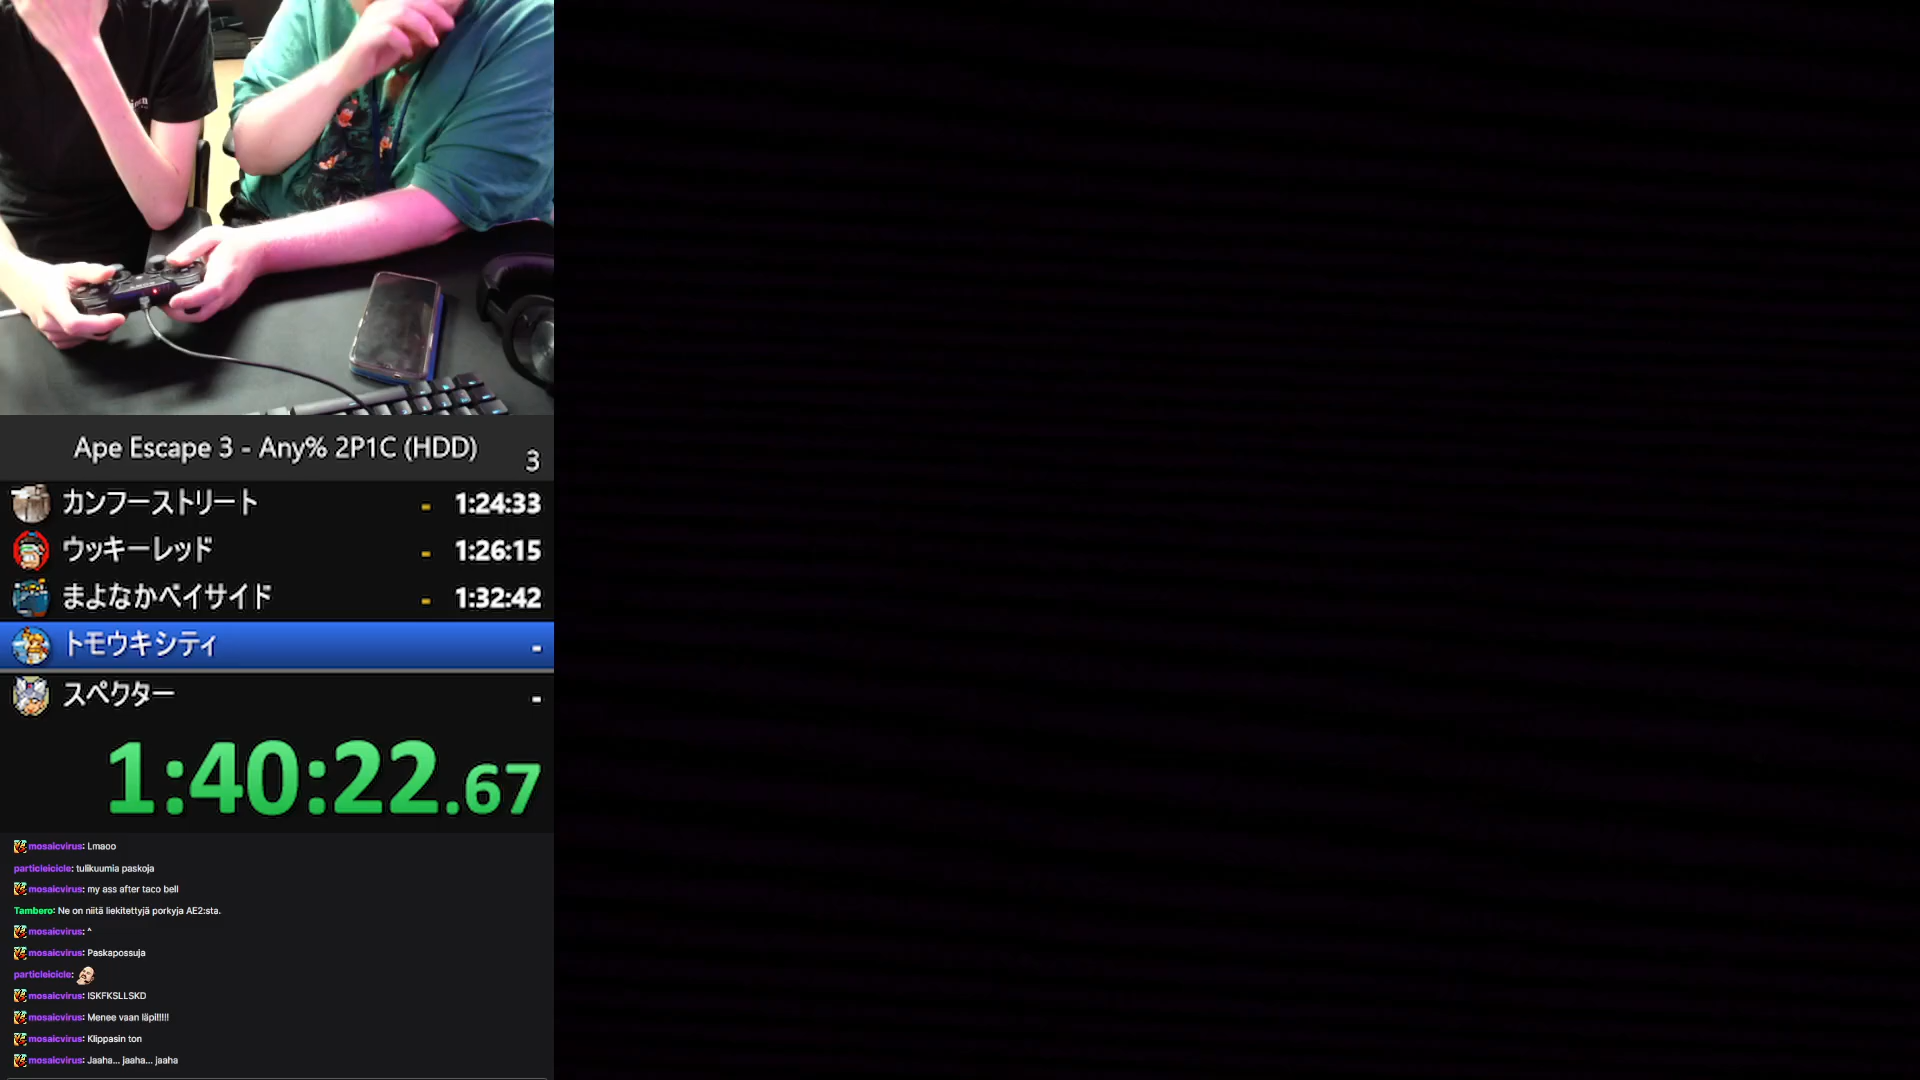 Ape Escape 3 - Any% 2P1C (HDD)
3
カンフーストリート - 1:24:33
ウッキーレッド - 1:26:15
まよなかベイサイド - 1:32:42
トモウキシティ -
スペクター -
1:40:22.67
mosaicvirus: Lmaoo
particleicicle: tulikuumia paskoja
mosaicvirus: my ass after taco bell
Tambero: Ne on niitä liekitettyjä porkyja AE2:sta.
mosaicvirus: ^
mosaicvirus: Paskapossuja
particleicicle:
mosaicvirus: ISKFKSLLSKD
mosaicvirus: Menee vaan läpi!!!!!
mosaicvirus: Klippasin ton
mosaicvirus: Jaaha... jaaha... jaaha